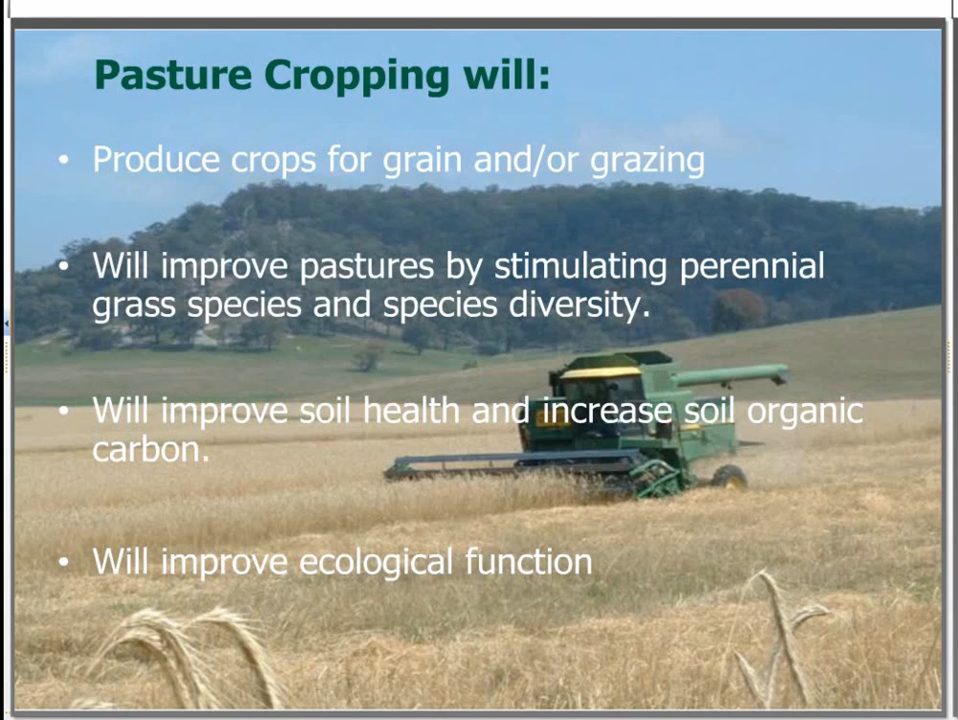 Pasture Cropping will:
• Produce crops for grain and/or grazing
• Will improve pastures by stimulating perennial
grass species and species diversity.
• Will improve soil health and increase soil organic
carbon.
• Will improve ecological function